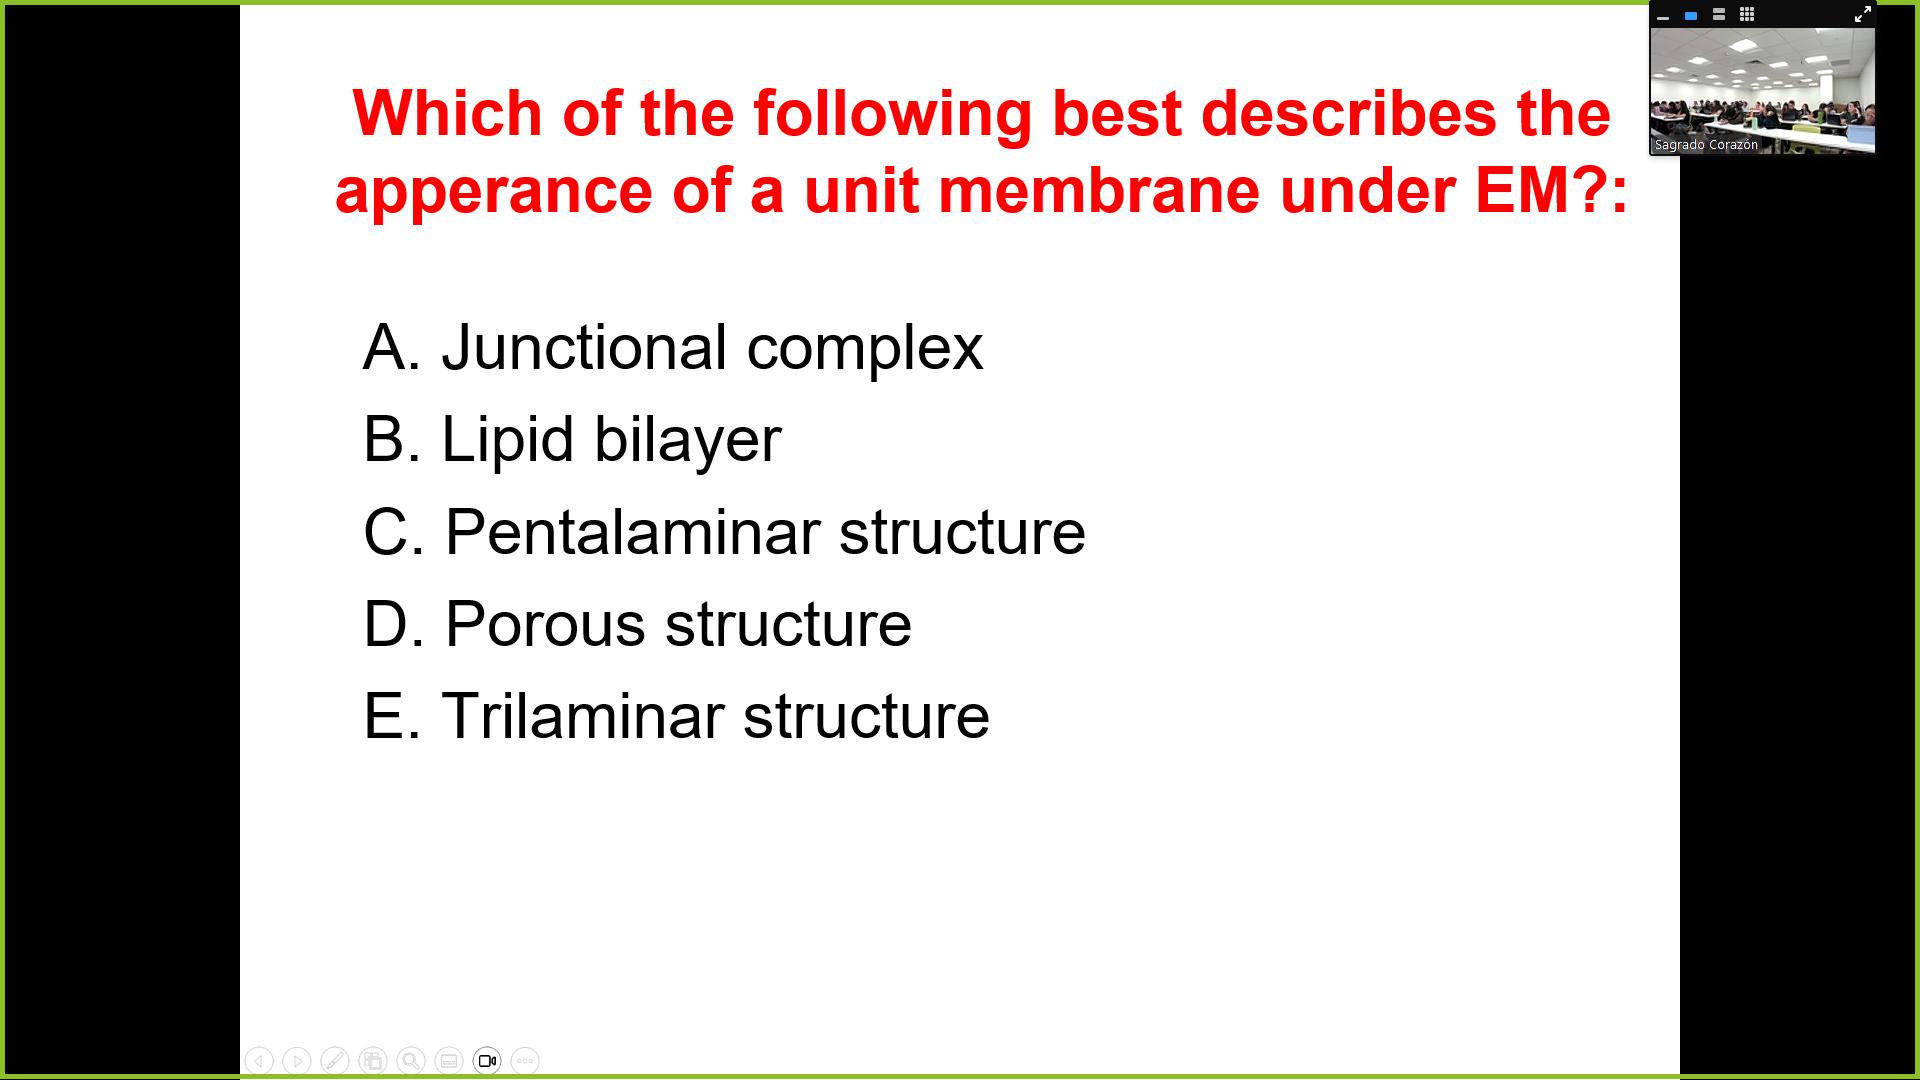 Which of the following best describes the
apperance of a unit membrane under EM?:
A. Junctional complex
B. Lipid bilayer
C. Pentalaminar structure
D. Porous structure
E. Trilaminar structure
Sagrado Corazón